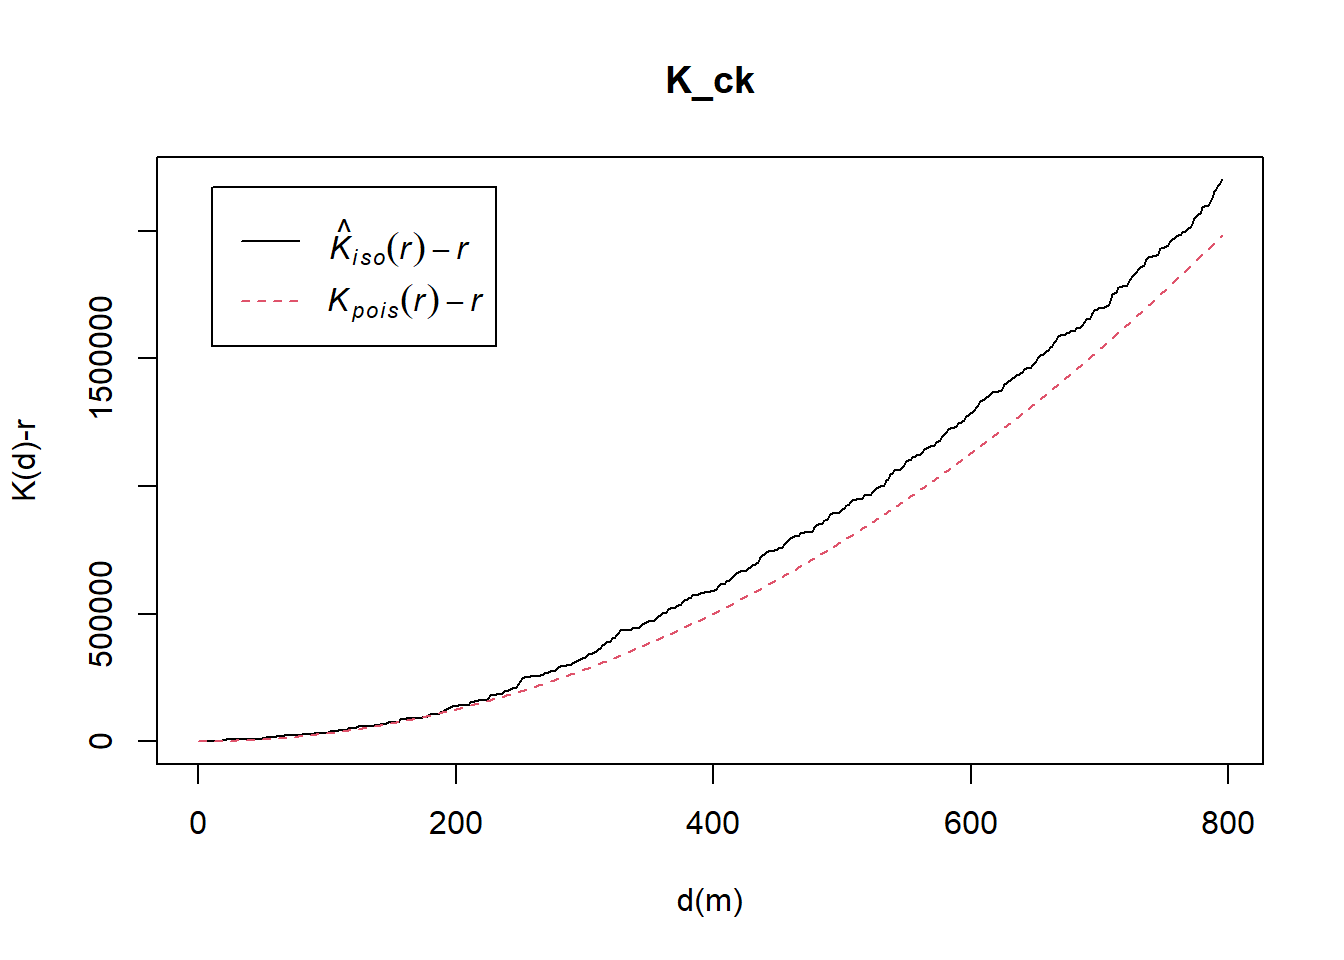 K_ck
K̂iso(r) − r
Kpois(r) − r
K(d)-r
1500000
500000
0
0 200 400 600 800
d(m)